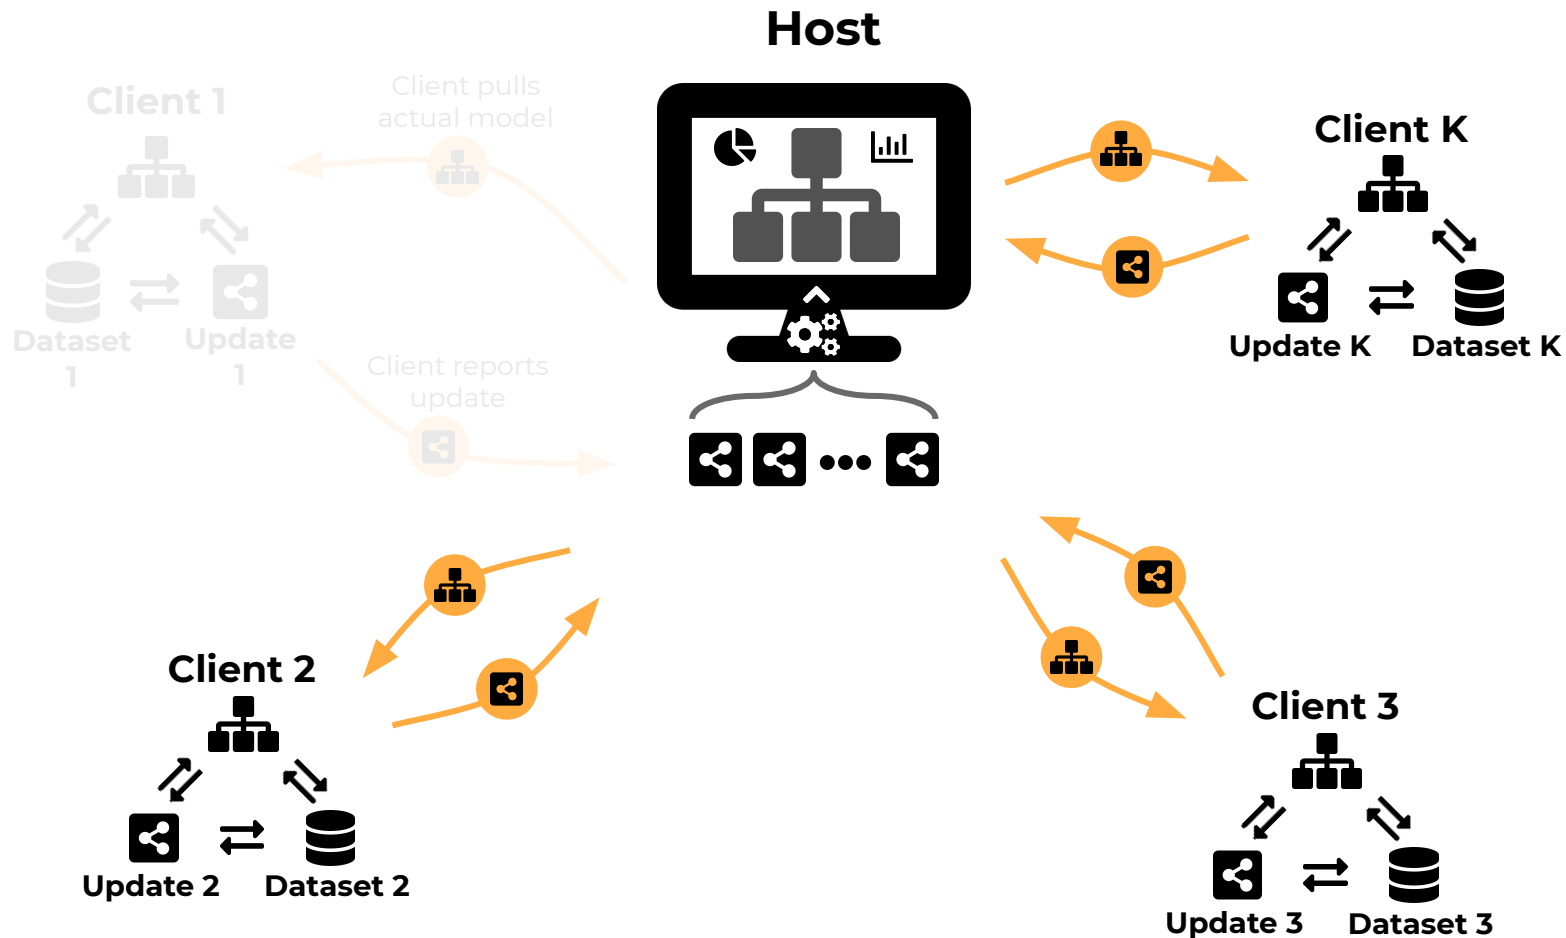 Host
Client 1
Client pulls
actual model
Dataset
1
Update
1
Client reports
update
Client K
Update K
Dataset K
Client 2
Update 2
Dataset 2
Client 3
Update 3
Dataset 3